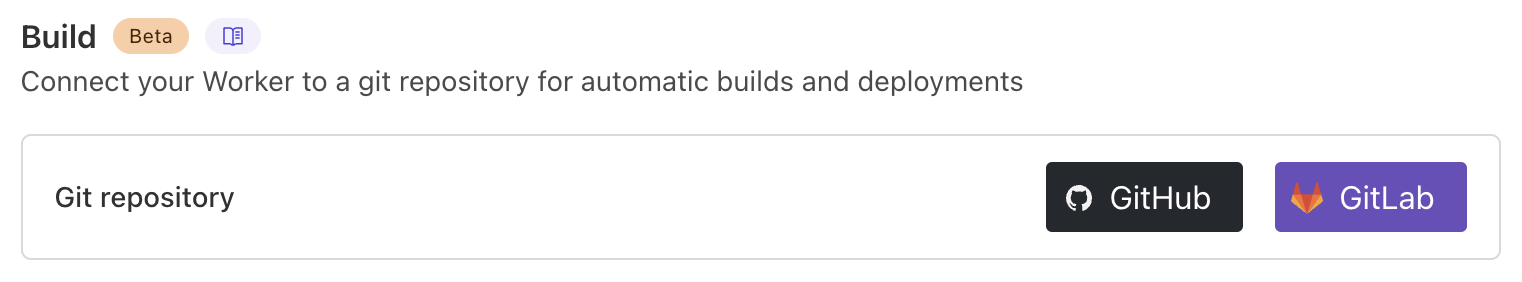 Build Beta
Connect your Worker to a git repository for automatic builds and deployments
Git repository GitHub GitLab